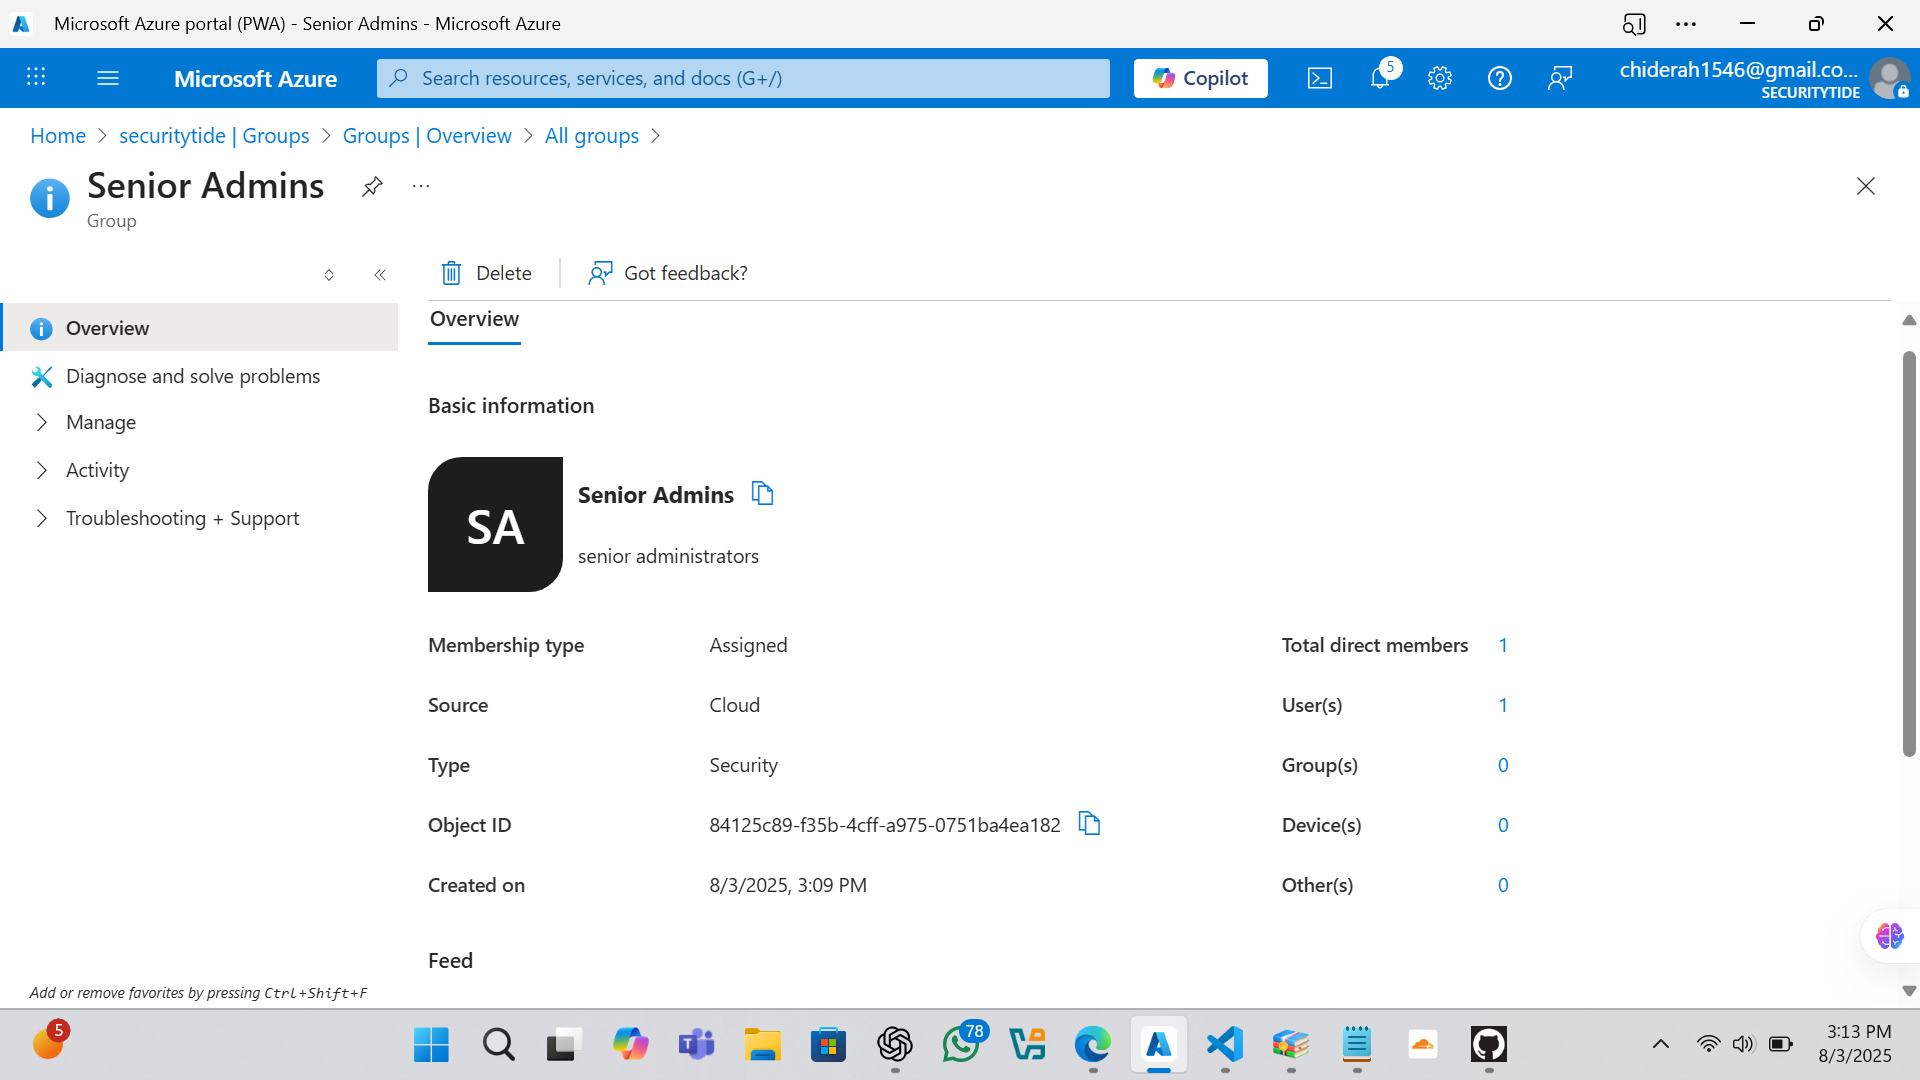 Microsoft Azure portal (PWA) - Senior Admins - Microsoft Azure
Microsoft Azure
Search resources, services, and docs (G+/)
Copilot
5
chiderah1546@gmail.co...
SECURITYTIDE
Home > securitytide | Groups > Groups | Overview > All groups >
Senior Admins
Group
Delete
Got feedback?
Overview
Diagnose and solve problems
Manage
Activity
Troubleshooting + Support
Add or remove favorites by pressing Ctrl+Shift+F
Overview
Basic information
SA
Senior Admins
senior administrators
Membership type Assigned
Source Cloud
Type Security
Object ID 84125c89-f35b-4cff-a975-0751ba4ea182
Created on 8/3/2025, 3:09 PM
Total direct members 1
User(s) 1
Group(s) 0
Device(s) 0
Other(s) 0
Feed
5
78
3:13 PM
8/3/2025